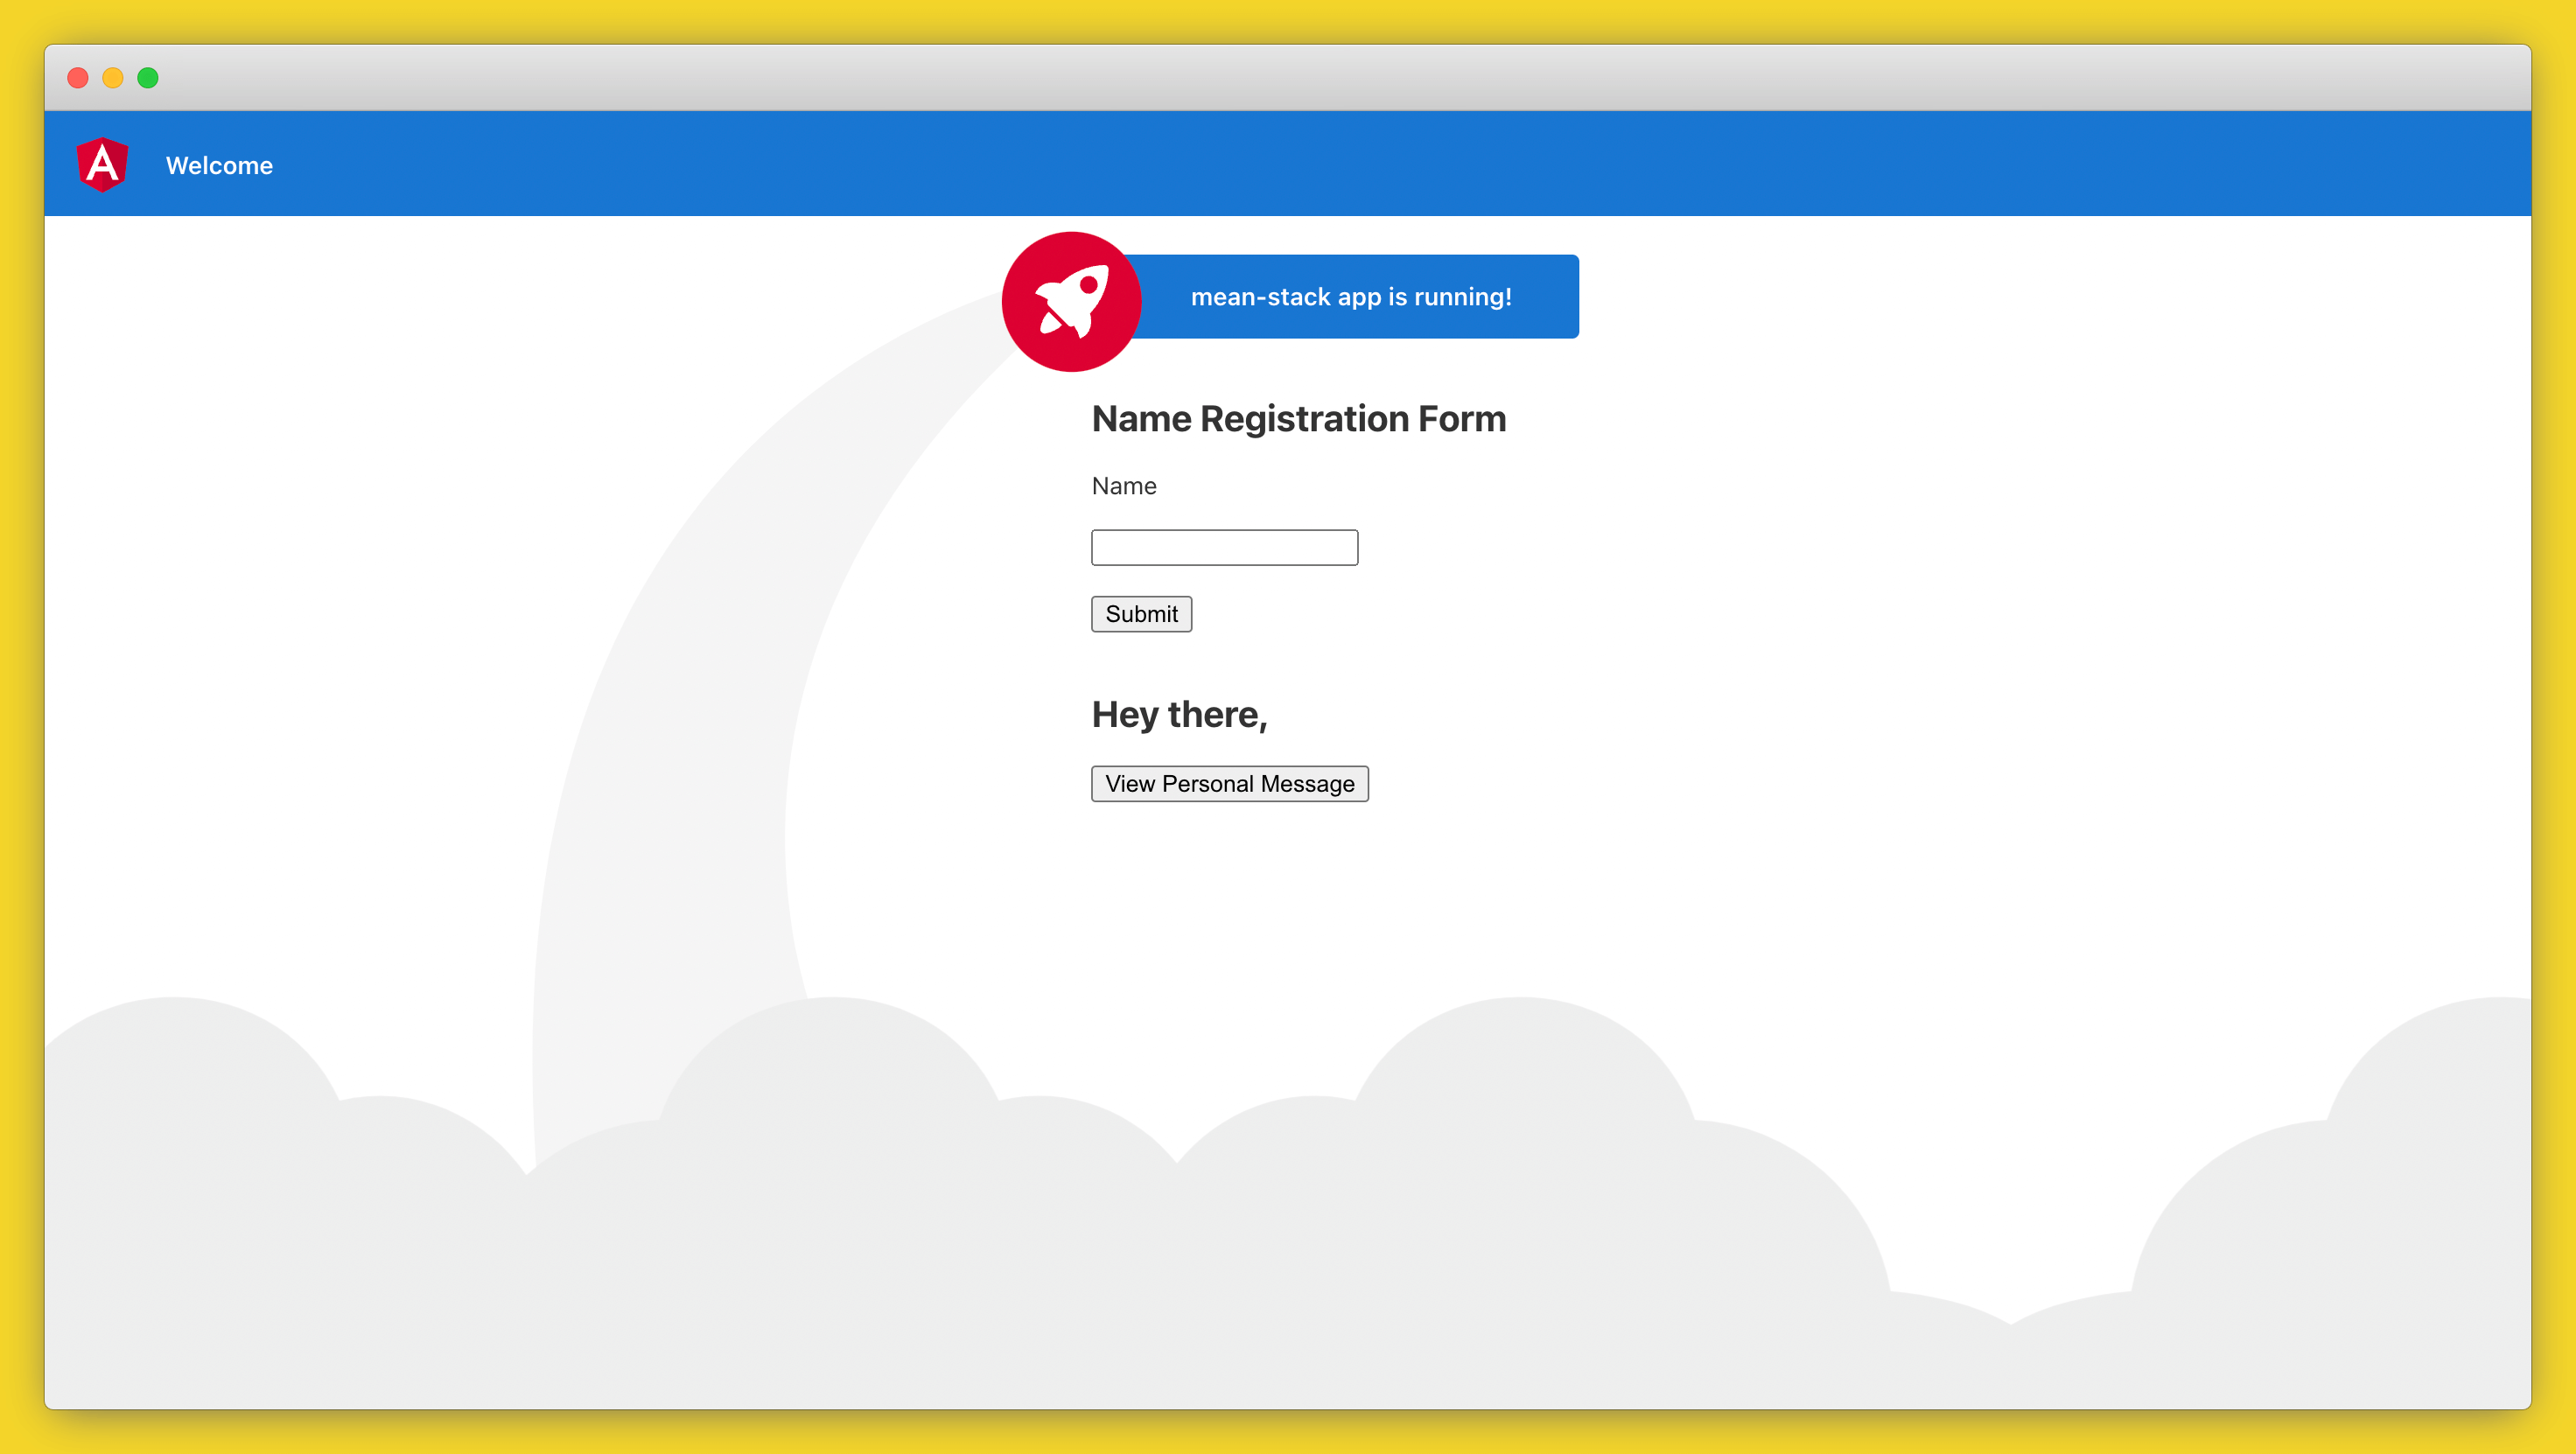 Welcome
mean-stack app is running!
Name Registration Form
Name
Submit
Hey there,
View Personal Message